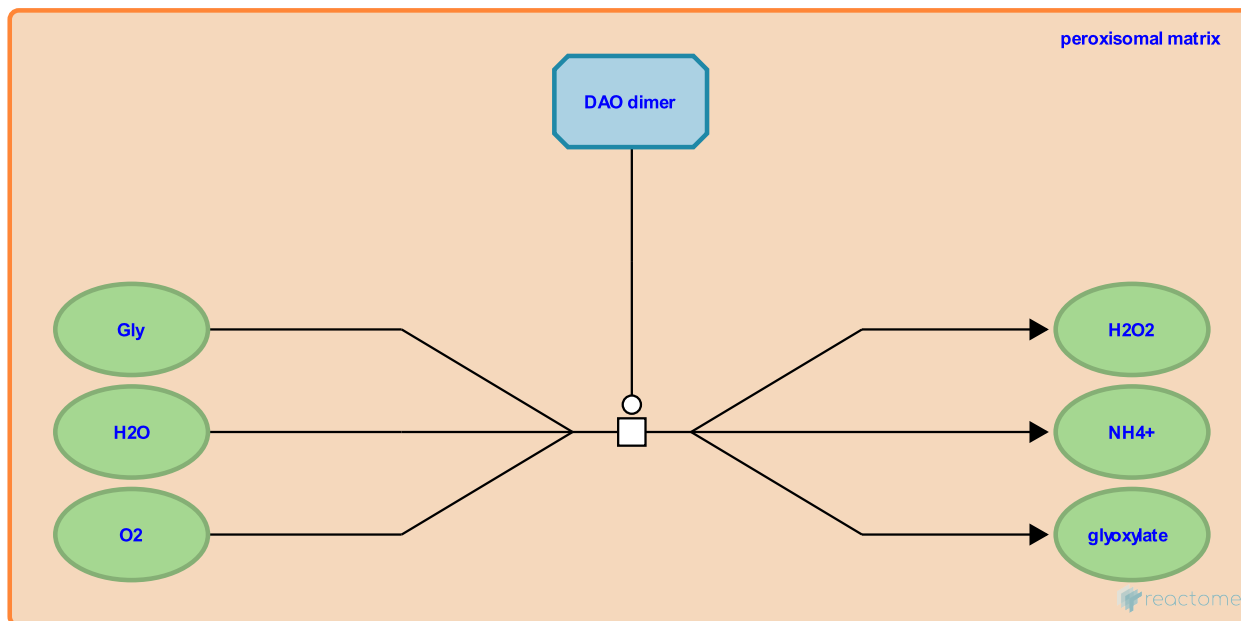 peroxisomal matrix
DAO dimer
Gly
H2O2
H2O
NH4+
O2
glyoxylate
reactome